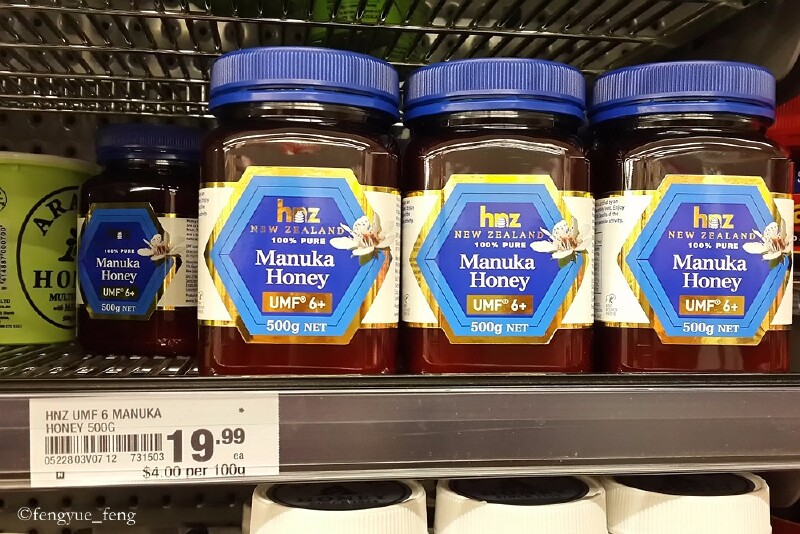 ARA
HO
MULTI
100% PURE
Manuka
Honey
UMF® 6+
500g NET
hnz
NEW ZEALAND
100% PURE
Manuka
Honey
UMF® 6+
500g NET
hnz
NEW ZEALAND
100% PURE
Manuka
Honey
UMF® 6+
500g NET
hnz
NEW ZEALAND
100% PURE
Manuka
Honey
UMF® 6+
500g NET
HNZ UMF 6 MANUKA *
HONEY 500G
19.99
ea
0522803V07 12 731503
$4.00 per 100g
©fengyue_feng